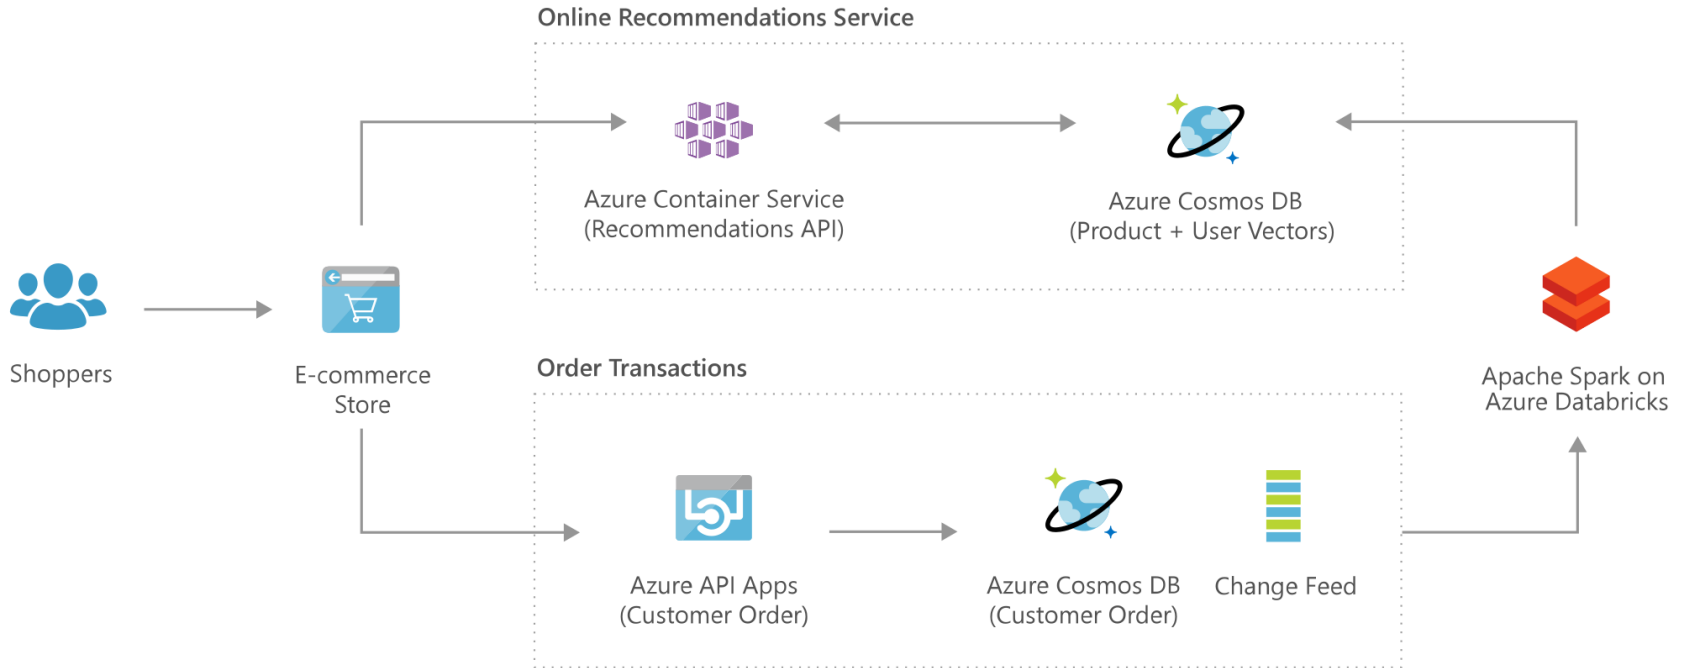 Online Recommendations Service
Azure Container Service
(Recommendations API)
Azure Cosmos DB
(Product + User Vectors)
Shoppers
E-commerce
Store
Apache Spark on
Azure Databricks
Order Transactions
Azure API Apps
(Customer Order)
Azure Cosmos DB
(Customer Order)
Change Feed